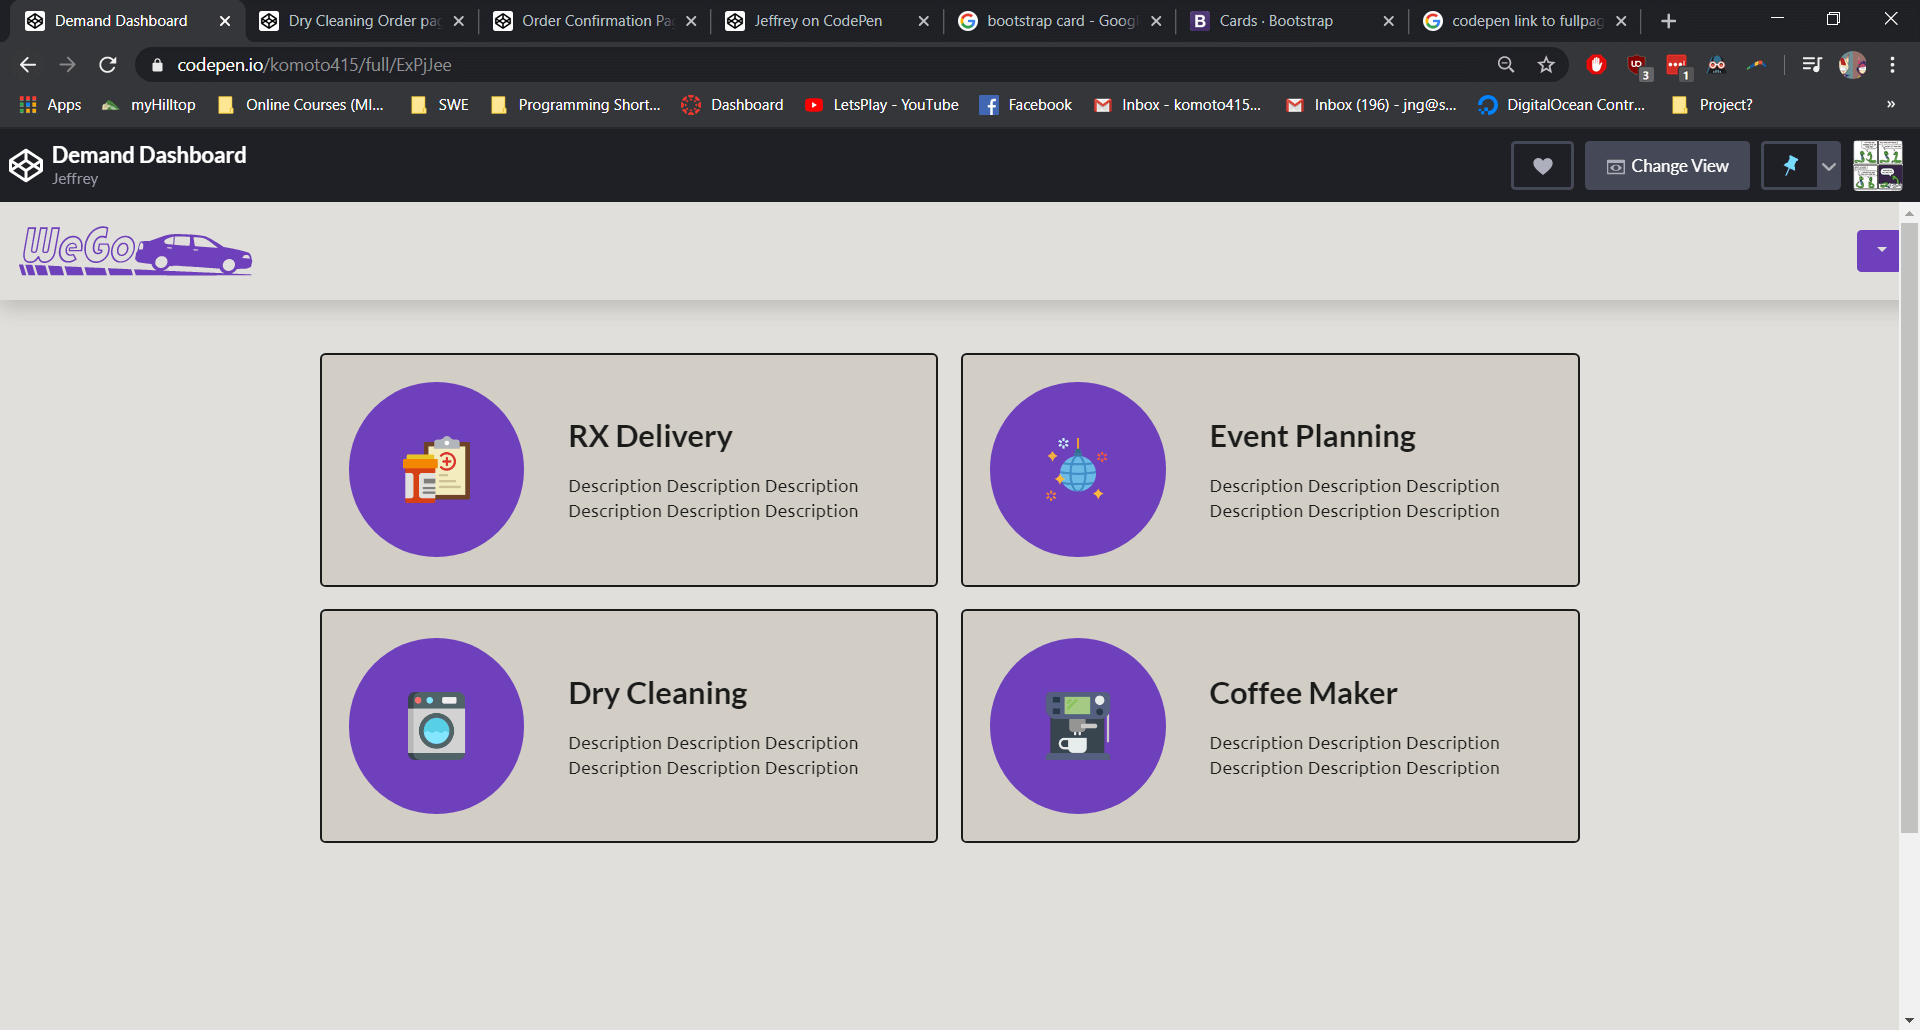 Demand Dashboard
Dry Cleaning Order pa
Order Confirmation Pa
Jeffrey on CodePen
bootstrap card - Googl
Cards · Bootstrap
codepen link to fullpag
codepen.io/komoto415/full/ExPjJee
3
1
Apps
myHilltop
Online Courses (MI...
SWE
Programming Short...
Dashboard
LetsPlay - YouTube
Facebook
Inbox - komoto415...
Inbox (196) - jng@s...
DigitalOcean Contr...
Project?
»
Demand Dashboard
Jeffrey
Change View
WeGo
RX Delivery
Description Description Description
Description Description Description
Event Planning
Description Description Description
Description Description Description
Dry Cleaning
Description Description Description
Description Description Description
Coffee Maker
Description Description Description
Description Description Description